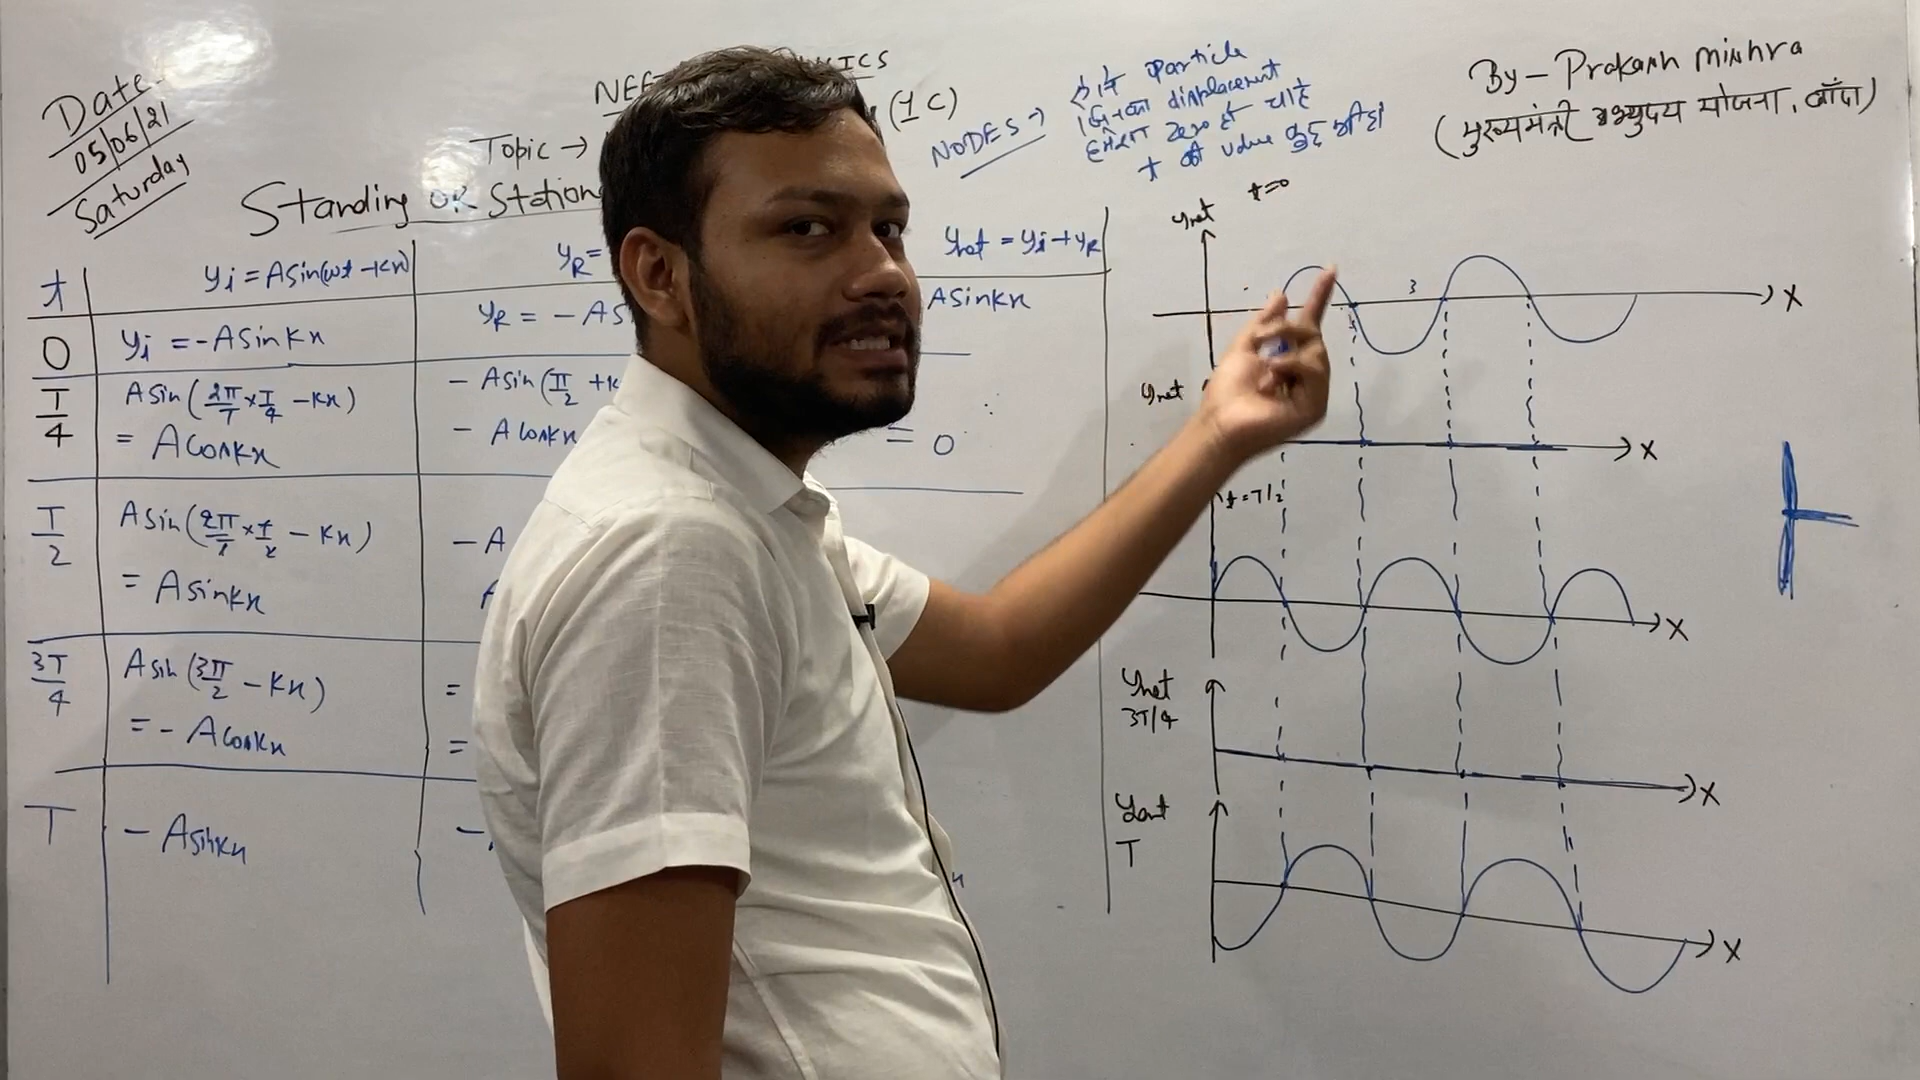 Date-
05/06/21
Saturday
NEE
ICS
Topic →
(1C)
Standing OR Station
NODES →
Particle
displacement
zero हो चाहे
t की value कुछ भी हो
By - Prakash Mishra
(मुख्यमंत्री अभ्युदय योजना, बाँदा)
t
yi = Asin(ωt - Kx)
yR =
ynet = yi + yR
0
yi = -ASinKx
yR = - AS
ASinkx
T/4
Asin(2π/T × T/4 - Kx)
= ACosKx
- Asin(π/2 + K
- ACosKx
= 0
T/2
Asin(2π/T × T/2 - Kx)
= Asinkx
- A
3T/4
Asin(3π/2 - Kx)
= - ACosKx
=
=
T
- Asinkx
-
ynet
t=0
3
X
ynet
X
t = T/2
X
ynet
3T/4
X
ynet
T
X